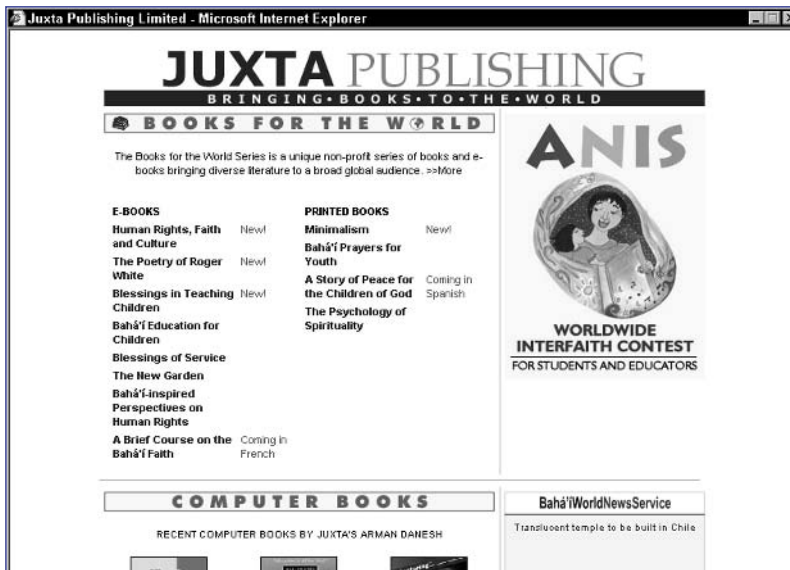 Juxta Publishing Limited - Microsoft Internet Explorer
JUXTA PUBLISHING
BRINGING•BOOKS•TO•THE•WORLD
BOOKS FOR THE WORLD
The Books for the World Series is a unique non-profit series of books and e-
books bringing diverse literature to a broad global audience. >>More
E-BOOKS
Human Rights, Faith New!
and Culture
The Poetry of Roger New!
White
Blessings in Teaching New!
Children
Bahá'í Education for
Children
Blessings of Service
The New Garden
Bahá'í-inspired
Perspectives on
Human Rights
A Brief Course on the Coming in
Bahá'í Faith French
PRINTED BOOKS
Minimalism New!
Bahá'í Prayers for
Youth
A Story of Peace for Coming in
the Children of God Spanish
The Psychology of
Spirituality
ANIS
WORLDWIDE
INTERFAITH CONTEST
FOR STUDENTS AND EDUCATORS
COMPUTER BOOKS
RECENT COMPUTER BOOKS BY JUXTA'S ARMAN DANESH
Bahá'íWorldNewsService
Translucent temple to be built in Chile